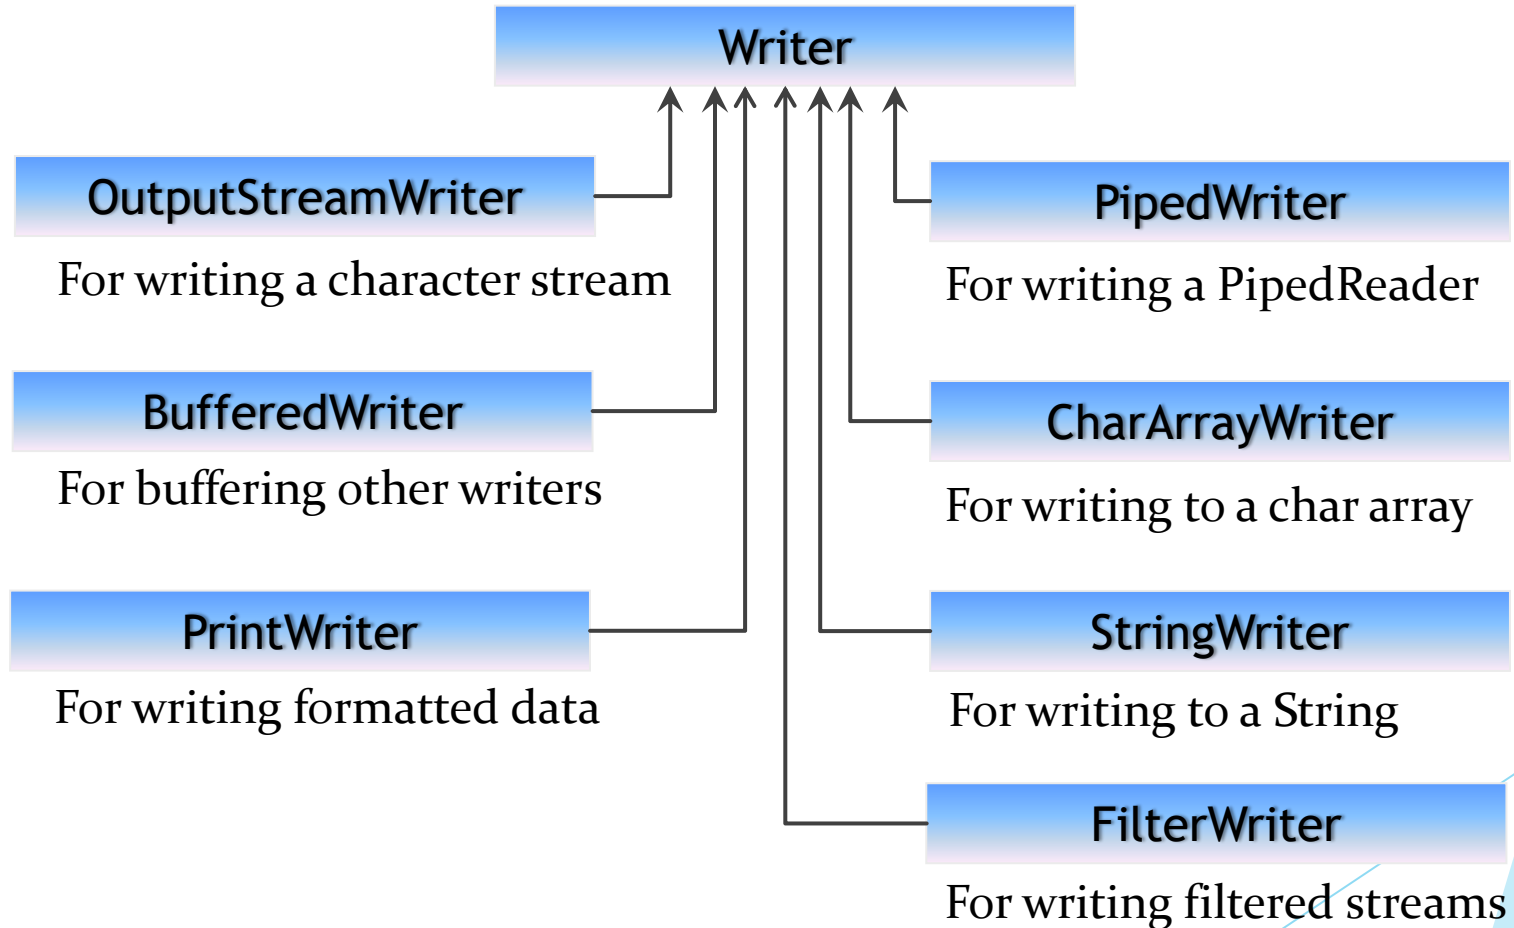 Writer
OutputStreamWriter
For writing a character stream
BufferedWriter
For buffering other writers
PrintWriter
For writing formatted data
PipedWriter
For writing a PipedReader
CharArrayWriter
For writing to a char array
StringWriter
For writing to a String
FilterWriter
For writing filtered streams